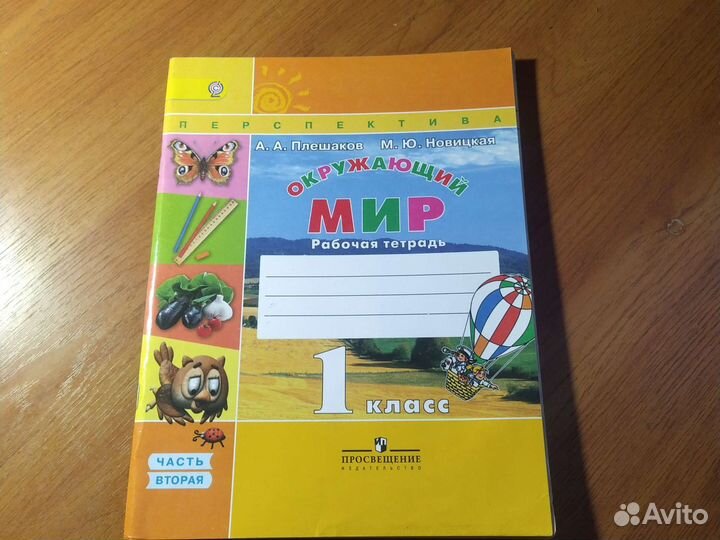 ПЕРСПЕКТИВА
А. А. Плешаков М. Ю. Новицкая
ОКРУЖАЮЩИЙ
МИР
Рабочая тетрадь
1 класс
ПРОСВЕЩЕНИЕ
ИЗДАТЕЛЬСТВО
ЧАСТЬ
ВТОРАЯ
Avito